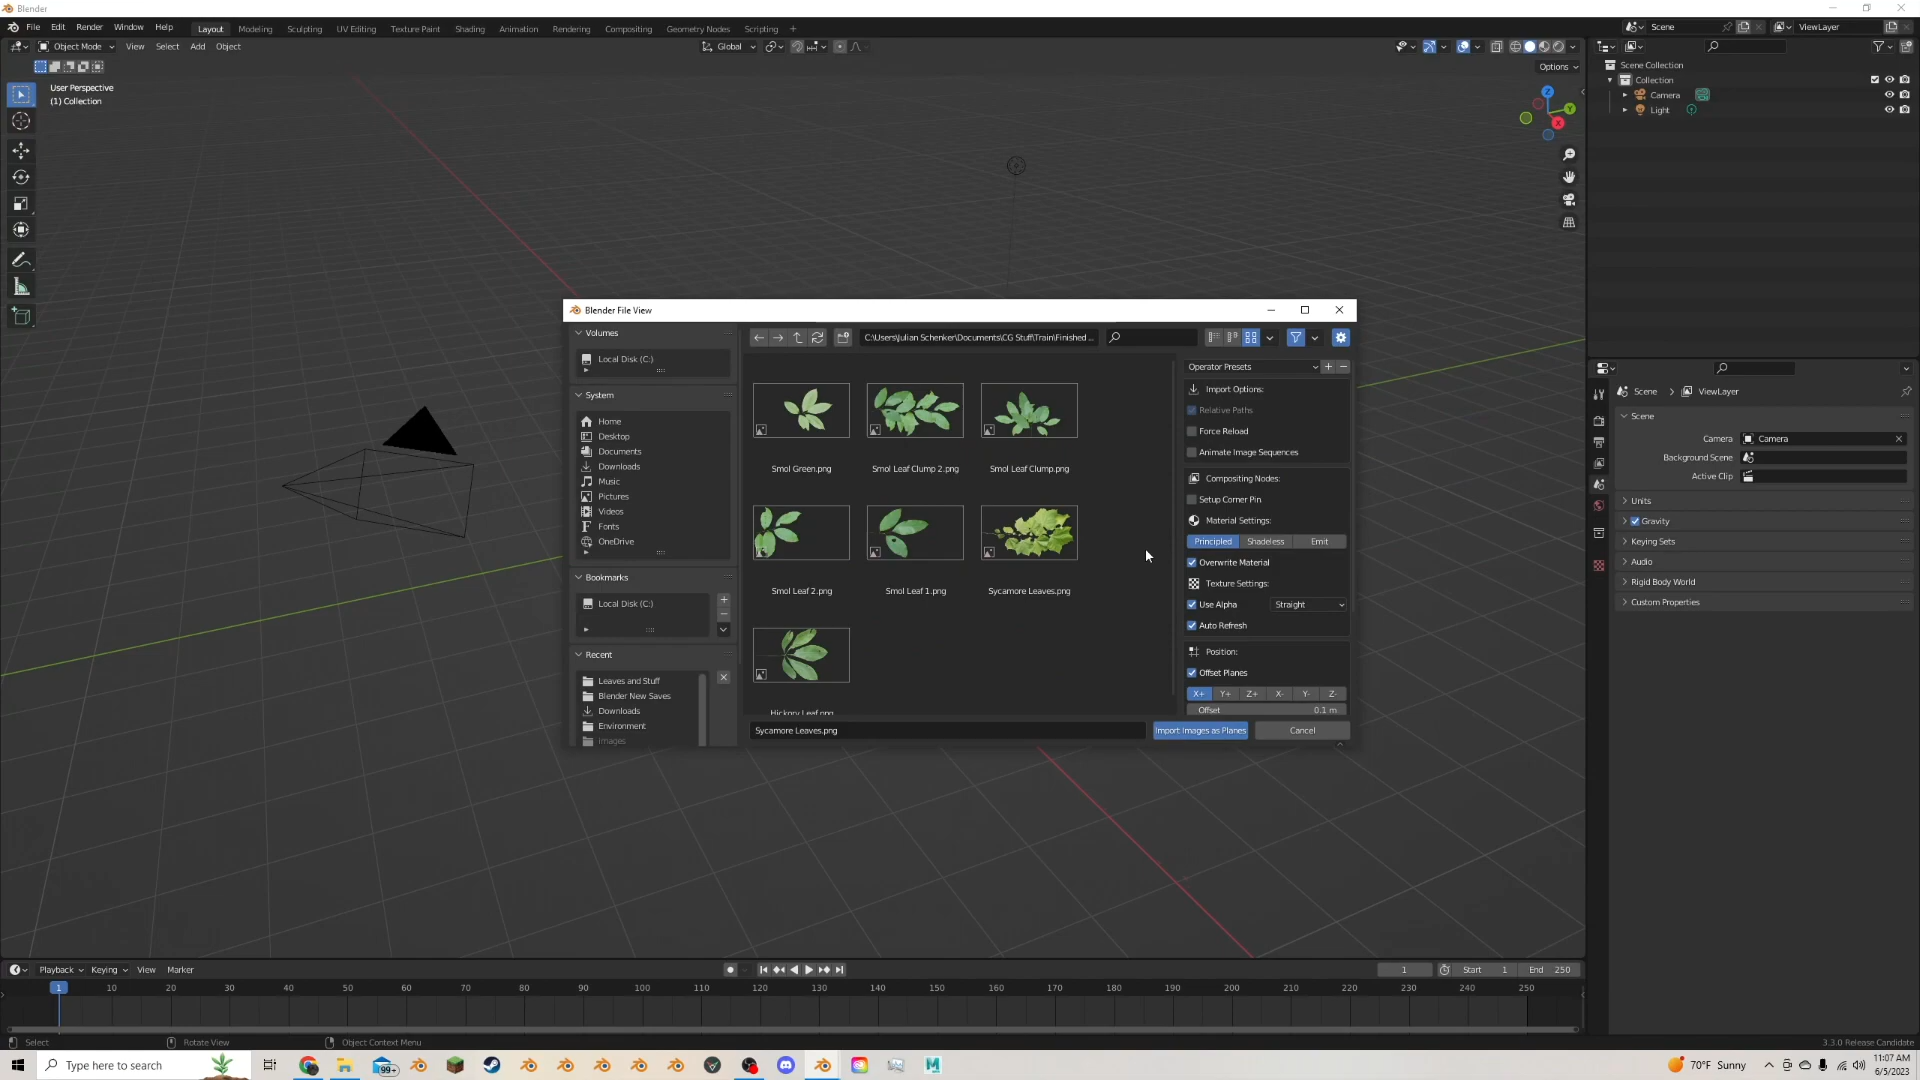 Blender
File Edit Render Window Help Layout Modeling Sculpting UV Editing Texture Paint Shading Animation Rendering Compositing Geometry Nodes Scripting + Scene ViewLayer
Object Mode View Select Add Object Global
Options
User Perspective
(1) Collection
Z
Y
X
Scene Collection
Collection
Camera
Light
Blender File View
Volumes
Local Disk (C:)
System
Home
Desktop
Documents
Downloads
Music
Pictures
Videos
Fonts
OneDrive
Bookmarks
Local Disk (C:)
Recent
Leaves and Stuff
Blender New Saves
Downloads
Environment
Images
C:\Users\Julian Schenker\Documents\CG Stuff\Train\Finished ...
Smol Green.png Smol Leaf Clump 2.png Smol Leaf Clump.png
Smol Leaf 2.png Smol Leaf 1.png Sycamore Leaves.png
Hickory Leaf.png
Sycamore Leaves.png
Import Images as Planes Cancel
Operator Presets
Import Options:
Relative Paths
Force Reload
Animate Image Sequences
Compositing Nodes:
Setup Corner Pin
Material Settings:
Principled Shadeless Emit
Overwrite Material
Texture Settings:
Use Alpha Straight
Auto Refresh
Position:
Offset Planes
X+ Y+ Z+ X- Y- Z-
Offset 0.1 m
Scene ViewLayer
Scene
Camera Camera
Background Scene
Active Clip
Units
Gravity
Keying Sets
Audio
Rigid Body World
Custom Properties
Playback Keying View Marker 1 Start 1 End 250
1 10 20 30 40 50 60 70 80 90 100 110 120 130 140 150 160 170 180 190 200 210 220 230 240 250
Select Rotate View Object Context Menu 3.3.0 Release Candidate
Type here to search 99+ 70°F Sunny 11:07 AM
6/5/2023